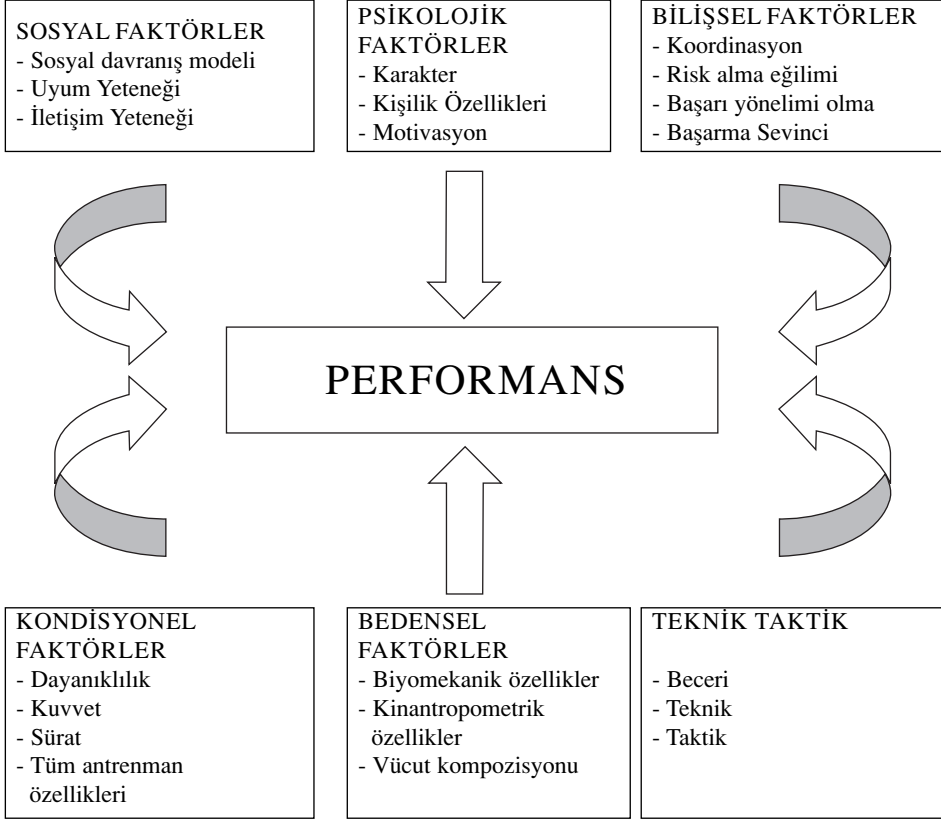 SOSYAL FAKTÖRLER
- Sosyal davranış modeli
- Uyum Yeteneği
- İletişim Yeteneği
PSİKOLOJİK
FAKTÖRLER
- Karakter
- Kişilik Özellikleri
- Motivasyon
BİLİŞSEL FAKTÖRLER
- Koordinasyon
- Risk alma eğilimi
- Başarı yönelimi olma
- Başarma Sevinci
PERFORMANS
KONDİSYONEL
FAKTÖRLER
- Dayanıklılık
- Kuvvet
- Sürat
- Tüm antrenman
özellikleri
BEDENSEL
FAKTÖRLER
- Biyomekanik özellikler
- Kinantropometrik
özellikler
- Vücut kompozisyonu
TEKNİK TAKTİK
- Beceri
- Teknik
- Taktik